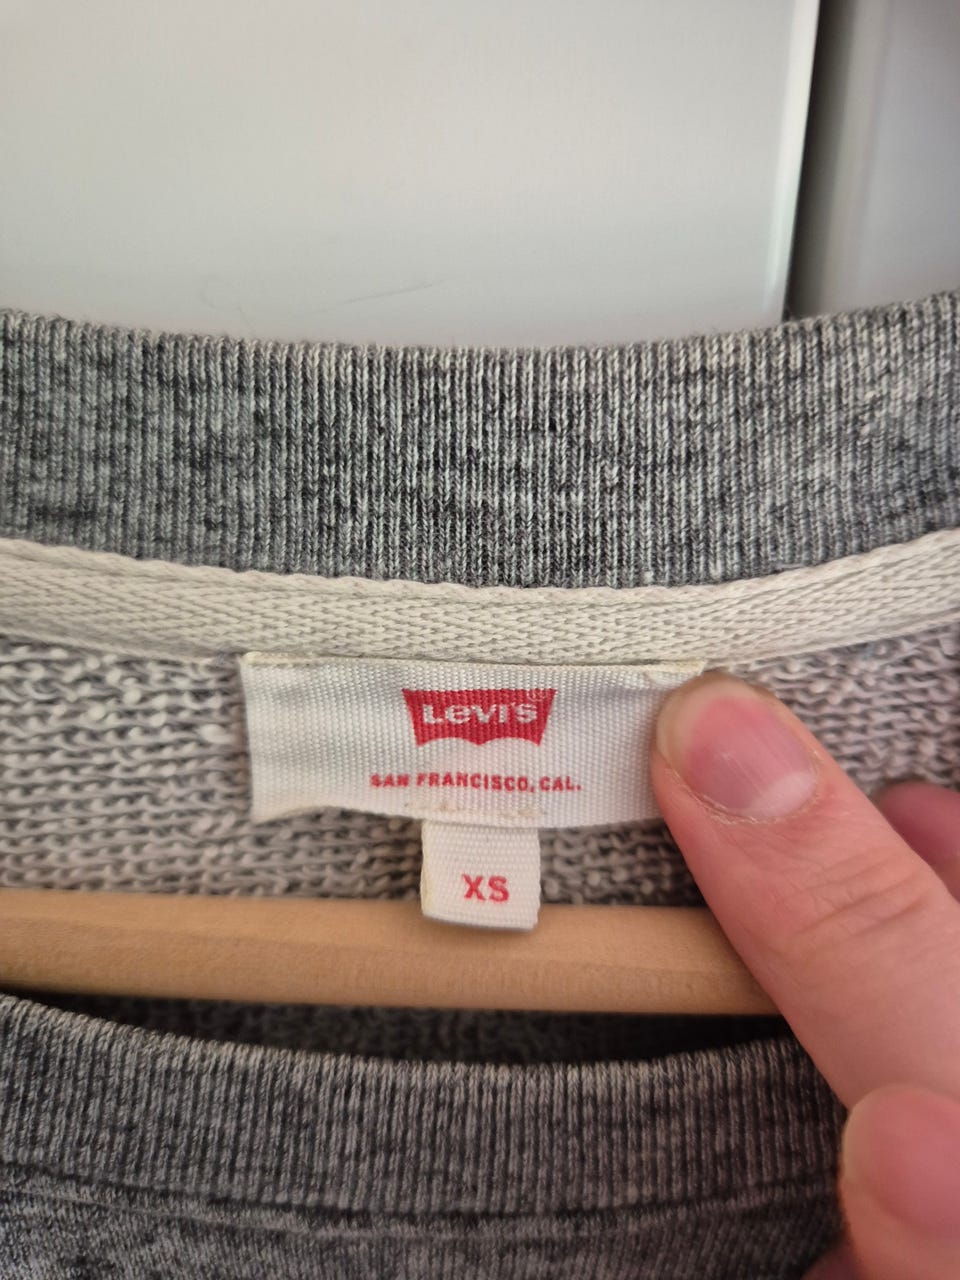 Levi's®
SAN FRANCISCO, CAL.
XS